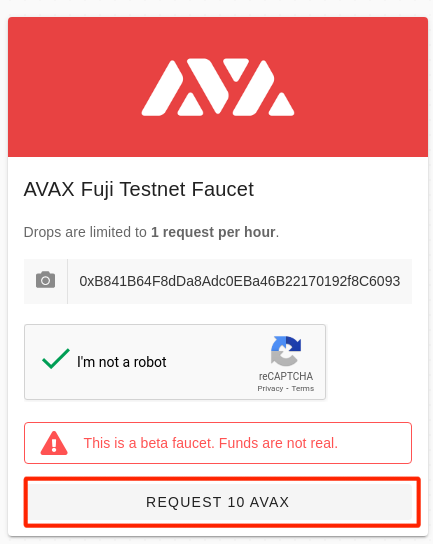 AVAX Fuji Testnet Faucet
Drops are limited to 1 request per hour.
0xB841B64F8dDa8Adc0EBa46B22170192f8C6093
I'm not a robot
reCAPTCHA
Privacy - Terms
This is a beta faucet. Funds are not real.
REQUEST 10 AVAX